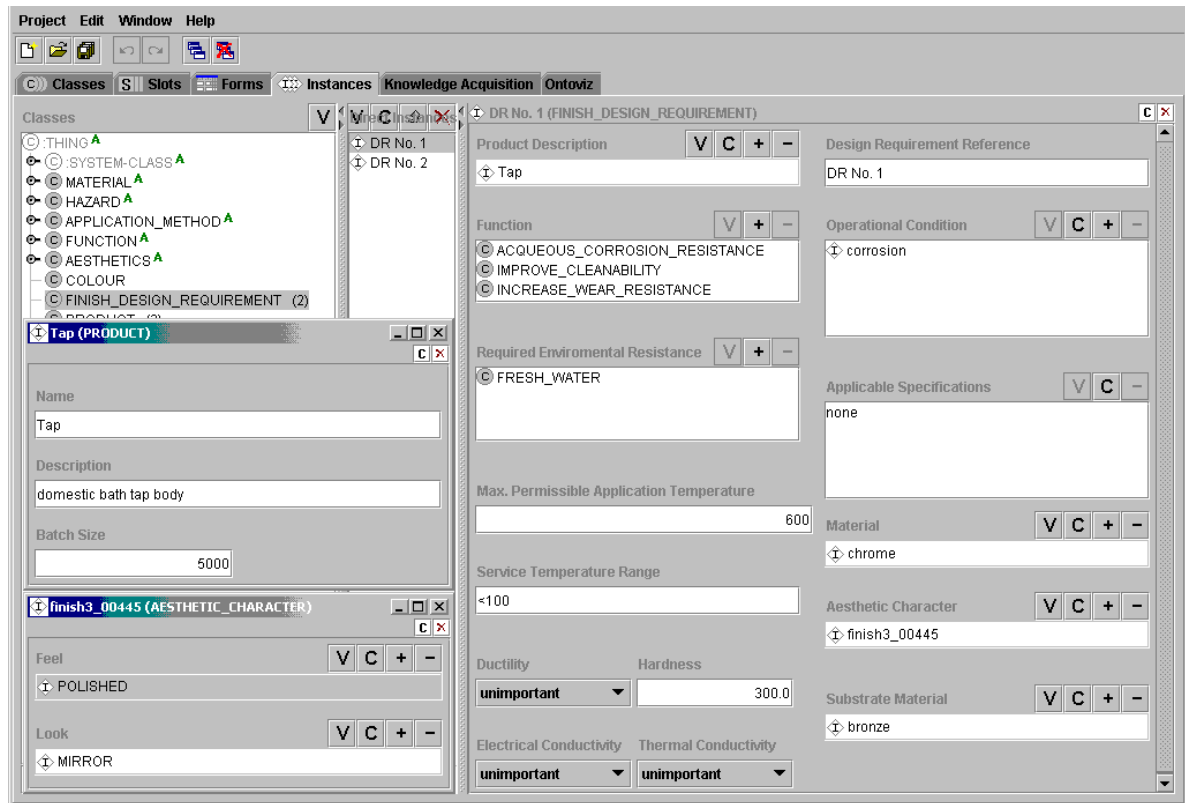 Project Edit Window Help
Classes Slots Forms Instances Knowledge Acquisition Ontoviz
Classes V
:THING A
:SYSTEM-CLASS A
MATERIAL A
HAZARD A
APPLICATION_METHOD A
FUNCTION A
AESTHETICS A
COLOUR
FINISH_DESIGN_REQUIREMENT (2)
V C
DR No. 1
DR No. 2
Tap (PRODUCT)
C
Name
Tap
Description
domestic bath tap body
Batch Size
5000
finish3_00445 (AESTHETIC_CHARACTER)
C
Feel V C + −
POLISHED
Look V C + −
MIRROR
DR No. 1 (FINISH_DESIGN_REQUIREMENT) C
Product Description V C + −
Tap
Function V + −
ACQUEOUS_CORROSION_RESISTANCE
IMPROVE_CLEANABILITY
INCREASE_WEAR_RESISTANCE
Required Enviromental Resistance V + −
FRESH_WATER
Max. Permissible Application Temperature
600
Service Temperature Range
<100
Ductility Hardness
unimportant 300.0
Electrical Conductivity Thermal Conductivity
unimportant unimportant
Design Requirement Reference
DR No. 1
Operational Condition V C + −
corrosion
Applicable Specifications V C −
none
Material V C + −
chrome
Aesthetic Character V C + −
finish3_00445
Substrate Material V C + −
bronze